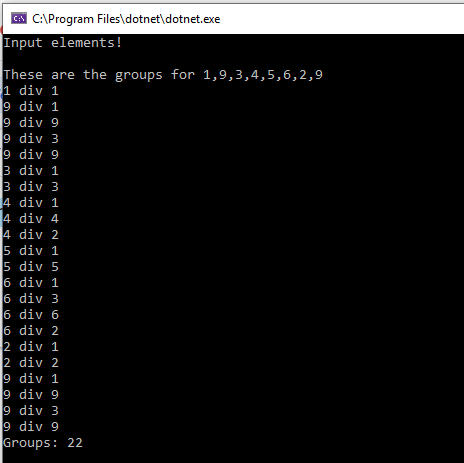 C:\Program Files\dotnet\dotnet.exe
Input elements!
These are the groups for 1,9,3,4,5,6,2,9
1 div 1
9 div 1
9 div 9
9 div 3
9 div 9
3 div 1
3 div 3
4 div 1
4 div 4
4 div 2
5 div 1
5 div 5
6 div 1
6 div 3
6 div 6
6 div 2
2 div 1
2 div 2
9 div 1
9 div 9
9 div 3
9 div 9
Groups: 22